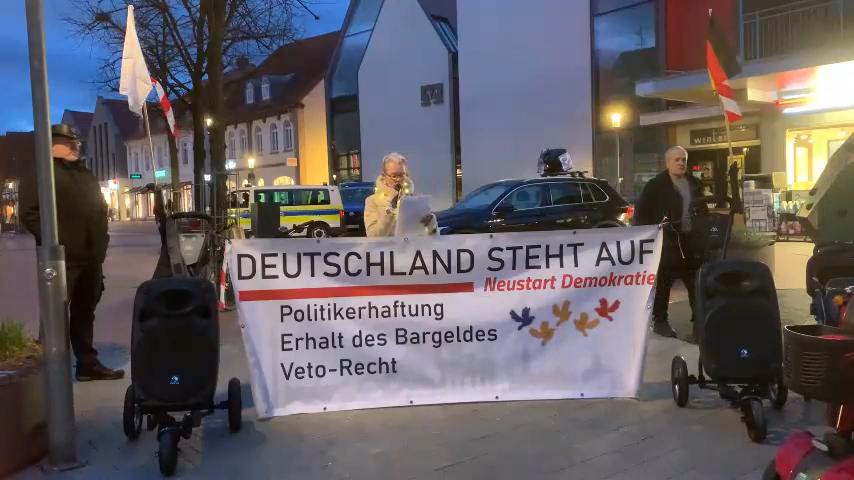 DEUTSCHLAND STEHT AUF
Neustart Demokratie
Politikerhaftung
Erhalt des Bargeldes
Veto-Recht